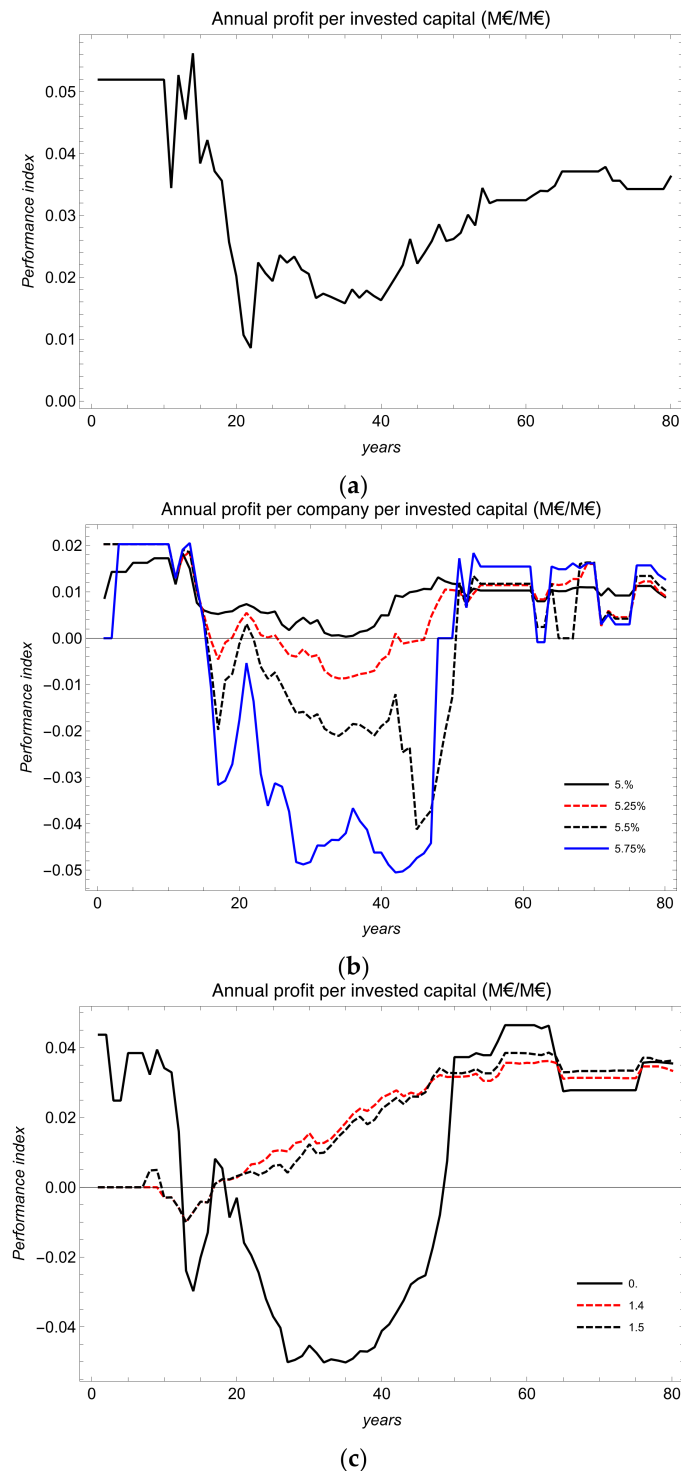 Annual profit per invested capital (M€/M€)
Performance index
0.05
0.04
0.03
0.02
0.01
0.00
0 20 40 60 80
years
(a)
Annual profit per company per invested capital (M€/M€)
Performance index
0.02
0.01
0.00
−0.01
−0.02
−0.03
−0.04
−0.05
5.%
5.25%
5.5%
5.75%
0 20 40 60 80
years
(b)
Annual profit per invested capital (M€/M€)
Performance index
0.04
0.02
0.00
−0.02
−0.04
0.
1.4
1.5
0 20 40 60 80
years
(c)